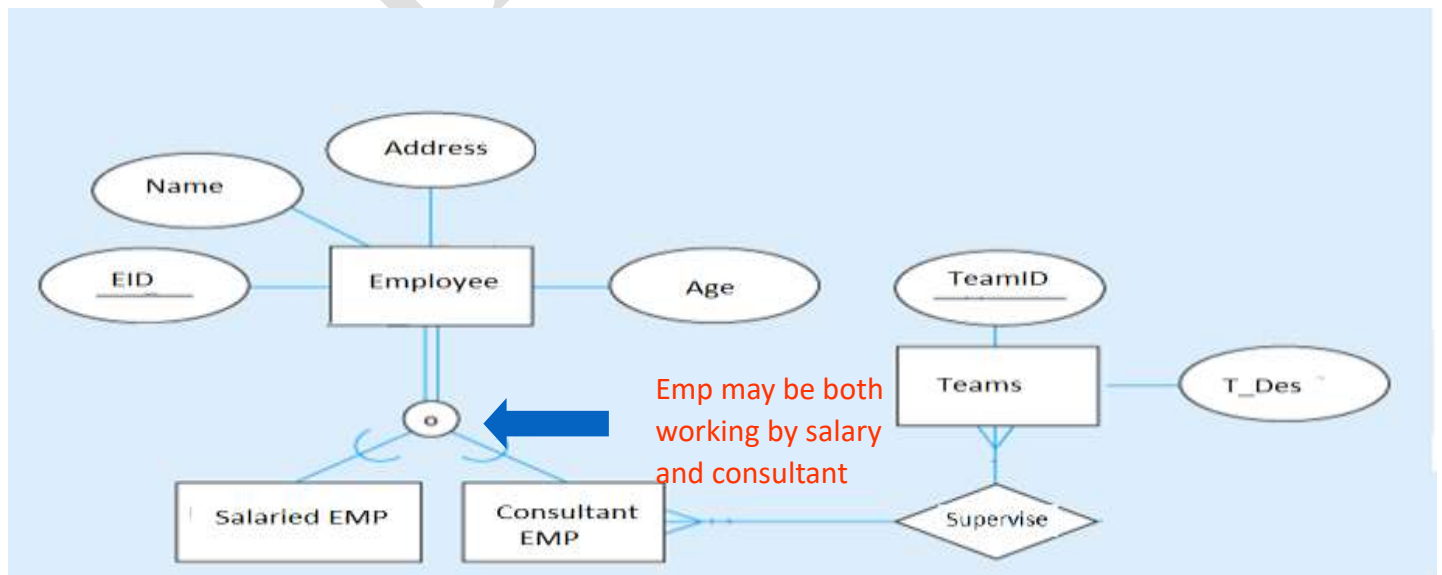 Address
Name
EID
Employee
Age
TeamID
Teams
T_Des
Emp may be both
working by salary
and consultant
o
Salaried EMP
Consultant
EMP
Supervise